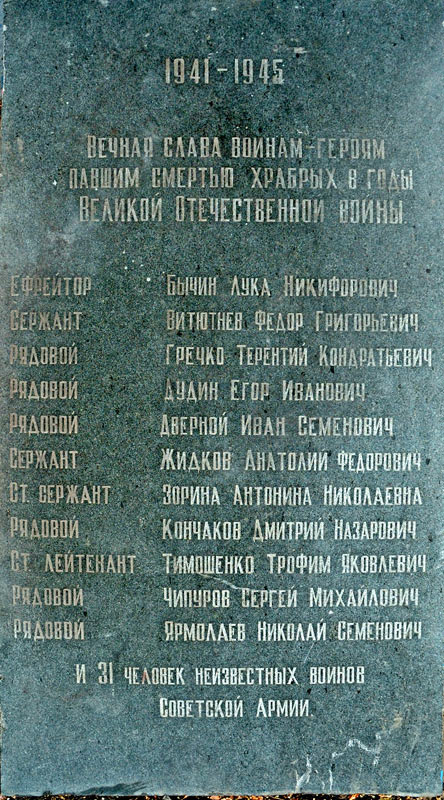 1941-1945
Вечная слава воинам-героям
павшим смертью храбрых в годы
Великой Отечественной войны
Ефрейтор Бычин Лука Никифорович
Сержант Витютнев Федор Григорьевич
Рядовой Гречко Терентий Кондратьевич
Рядовой Дудин Егор Иванович
Рядовой Дверной Иван Семенович
Сержант Жидков Анатолий Федорович
Ст. сержант Зорина Антонина Николаевна
Рядовой Кончаков Дмитрий Назарович
Ст. лейтенант Тимошенко Трофим Яковлевич
Рядовой Чипуров Сергей Михайлович
Рядовой Ярмолаев Николай Семенович
и 31 человек неизвестных воинов
Советской Армии.